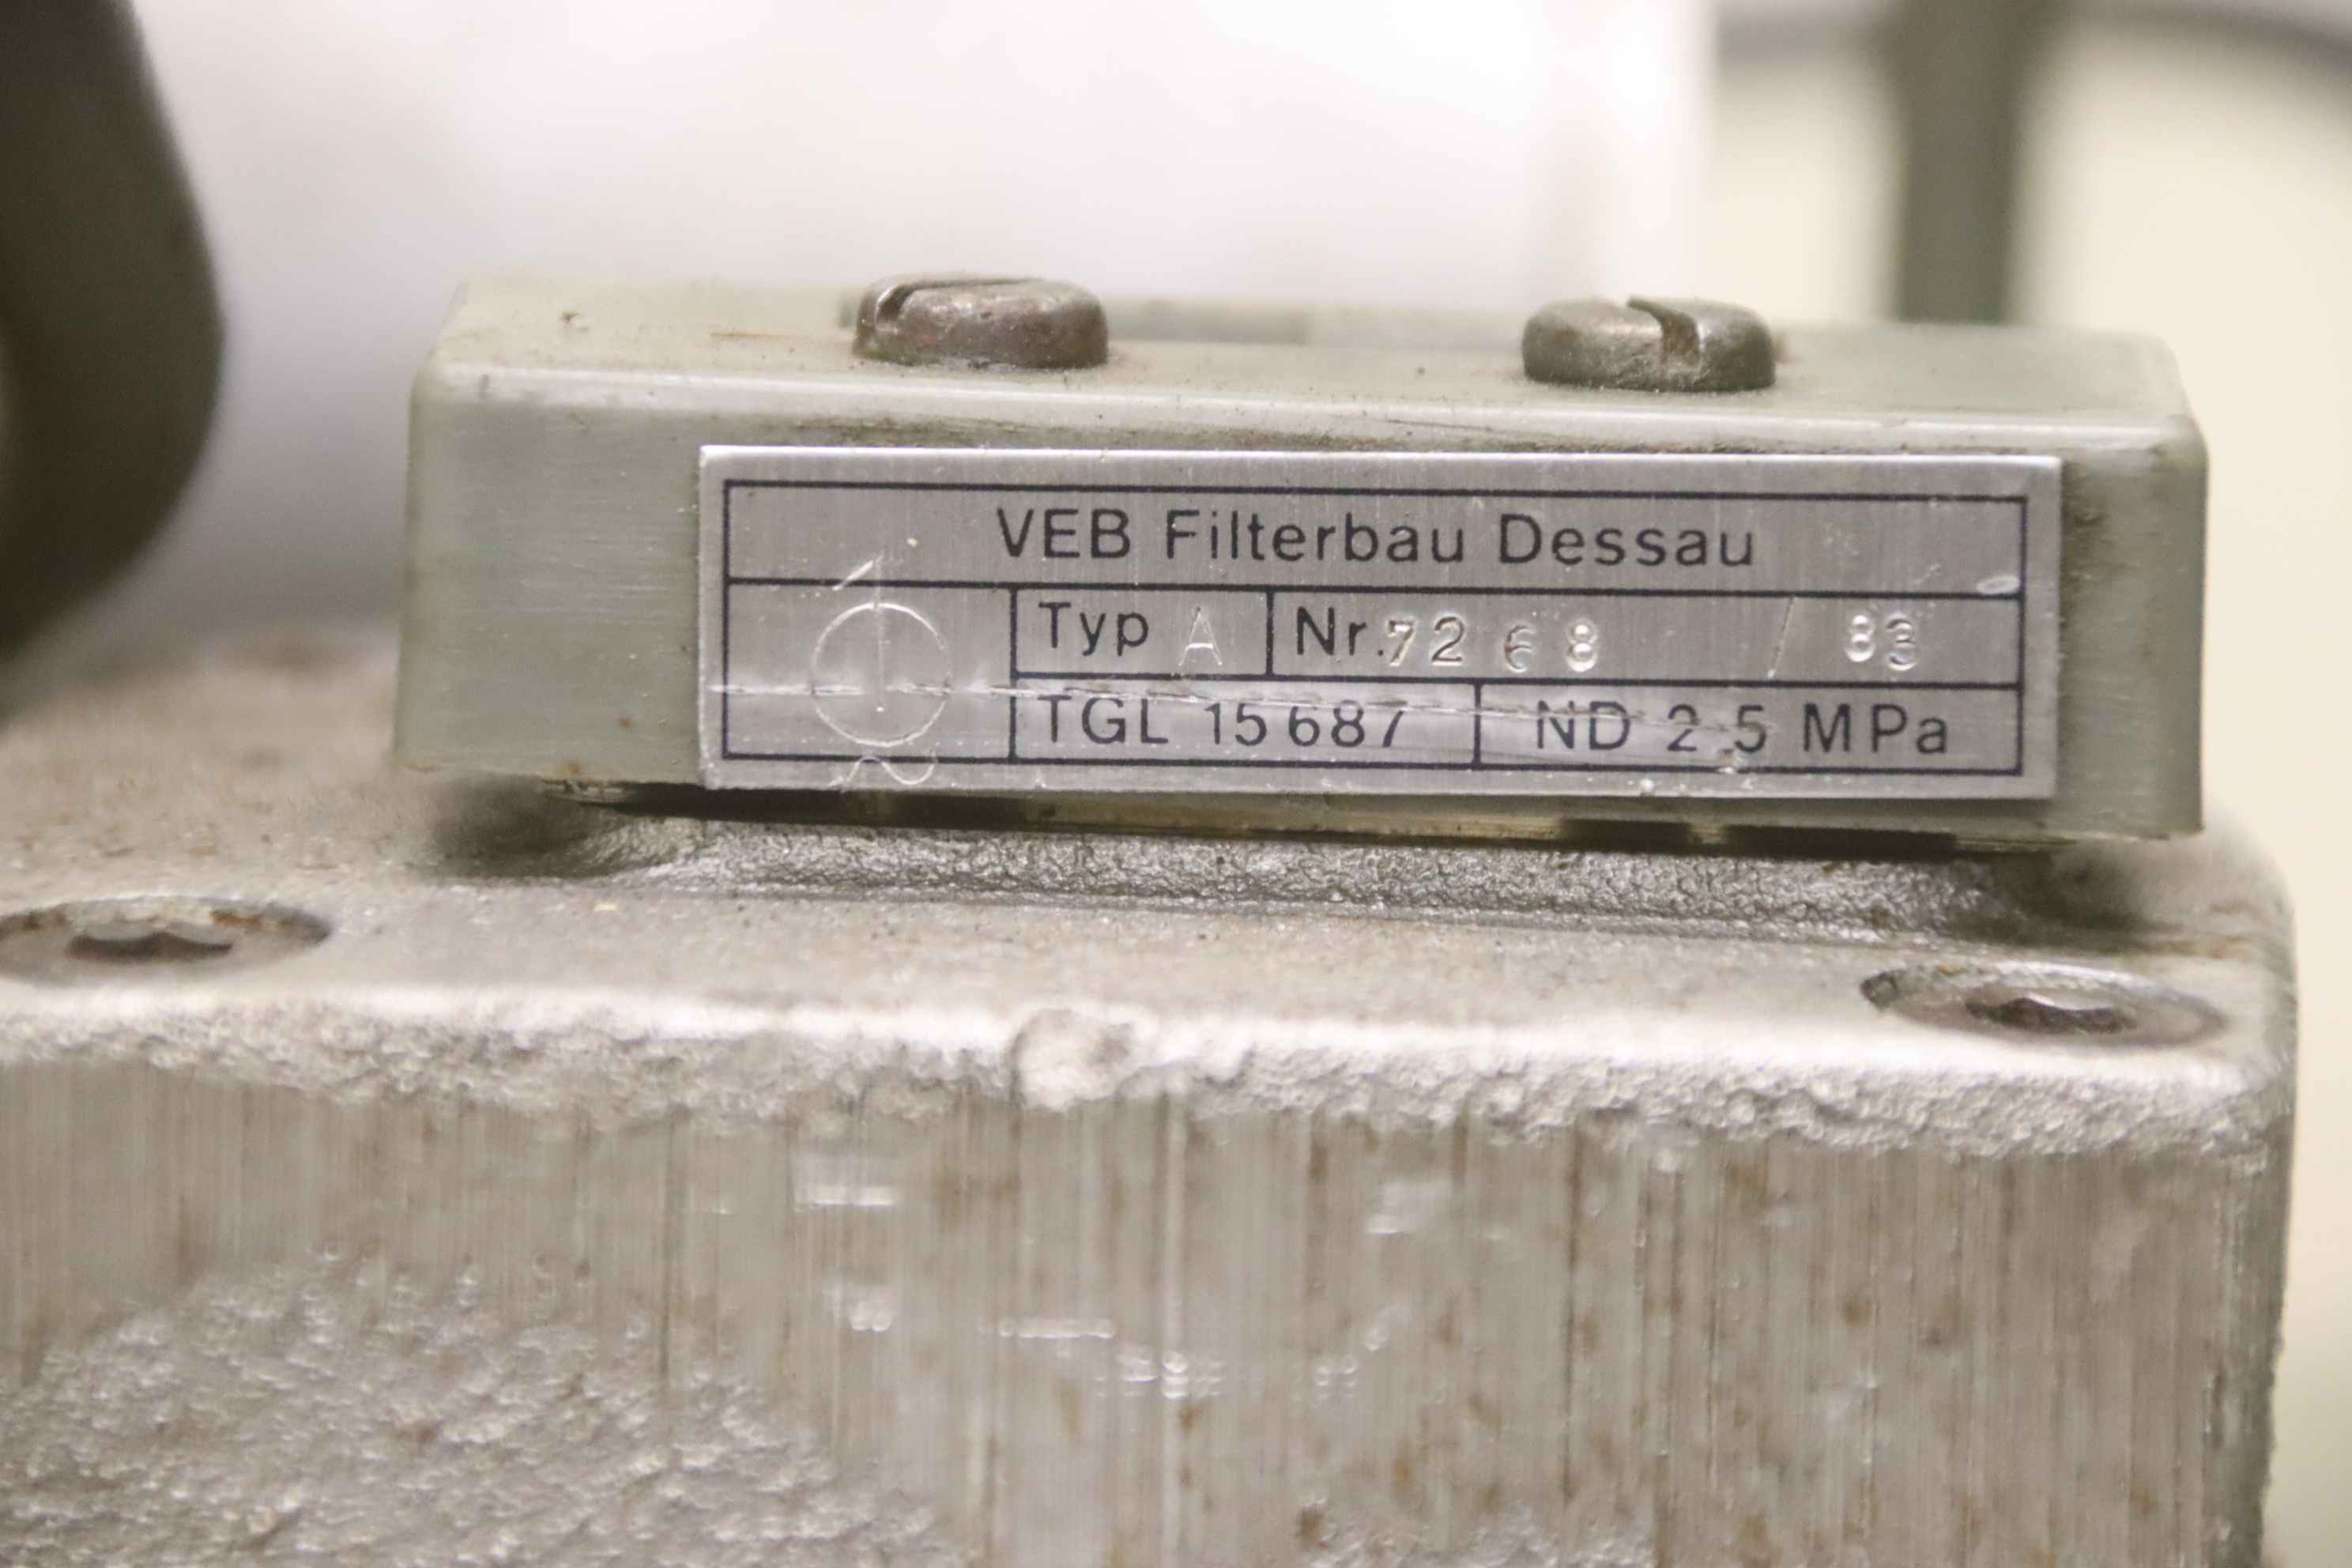 VEB Filterbau Dessau
Typ A Nr. 7268 / 83
TGL 15687 ND 2,5 MPa